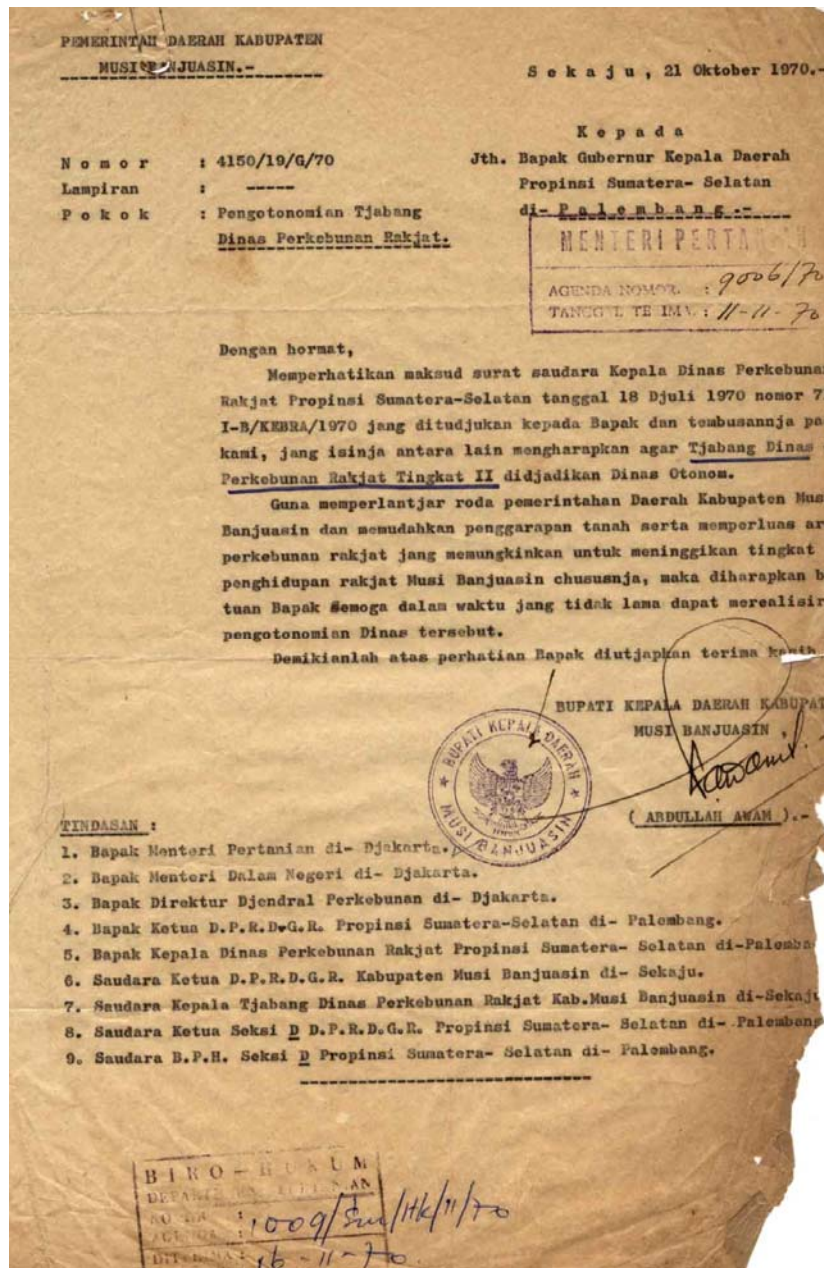 PEMERINTAH DAERAH KABUPATEN
MUSI BANJUASIN.-
S e k a j u , 21 Oktober 1970.-
K e p a d a
Jth. Bapak Gubernur Kepala Daerah
Propinsi Sumatera- Selatan
di- P a l e m b a n g .-
N o m o r : 4150/19/G/70
Lampiran : -----
P o k o k : Pengotonomian Tjabang
Dinas Perkebunan Rakjat.
MENTERI
AGENDA NOMOR. : 9006/70
: 11-11-70
Dengan hormat,
Memperhatikan maksud surat saudara Kepala Dinas Perkebunan
Rakjat Propinsi Sumatera-Selatan tanggal 18 Djuli 1970 nomor 7
I-B/KEBRA/1970 jang ditudjukan kepada Bapak dan tembusannja pa
kami, jang isinja antara lain mengharapkan agar Tjabang Dinas
Perkebunan Rakjat Tingkat II didjadikan Dinas Otonom.
Guna memperlantjar roda pemerintahan Daerah Kabupaten Mus
Banjuasin dan memudahkan penggarapan tanah serta memperluas ar
perkebunan rakjat jang memungkinkan untuk meninggikan tingkat
penghidupan rakjat Musi Banjuasin chususnja, maka diharapkan b
tuan Bapak Semoga dalam waktu jang tidak lama dapat merealisir
pengotonomian Dinas tersebut.
Demikianlah atas perhatian Bapak diutjapkan terima kasih
BUPATI KEPALA DAERAH KABUPAT
MUSI BANJUASIN ,
BUPATI KEPALA DAERAH
MUSI BANJUASIN
( ABDULLAH AWAM ).-
TINDASAN :
1. Bapak Menteri Pertanian di- Djakarta.
2. Bapak Menteri Dalam Negeri di- Djakarta.
3. Bapak Direktur Djendral Perkebunan di- Djakarta.
4. Bapak Ketua D.P.R.D.G.R. Propinsi Sumatera-Selatan di- Palembang.
5. Bapak Kepala Dinas Perkebunan Rakjat Propinsi Sumatera- Selatan di-Palemba
6. Saudara Ketua D.P.R.D.G.R. Kabupaten Musi Banjuasin di- Sekaju.
7. Saudara Kepala Tjabang Dinas Perkebunan Rakjat Kab.Musi Banjuasin di-Sekaju
8. Saudara Ketua Seksi D D.P.R.D.G.R. Propinsi Sumatera- Selatan di- Palembang
9. Saudara B.P.H. Seksi D Propinsi Sumatera- Selatan di- Palembang.
BIRO - HUKUM
16-11-70